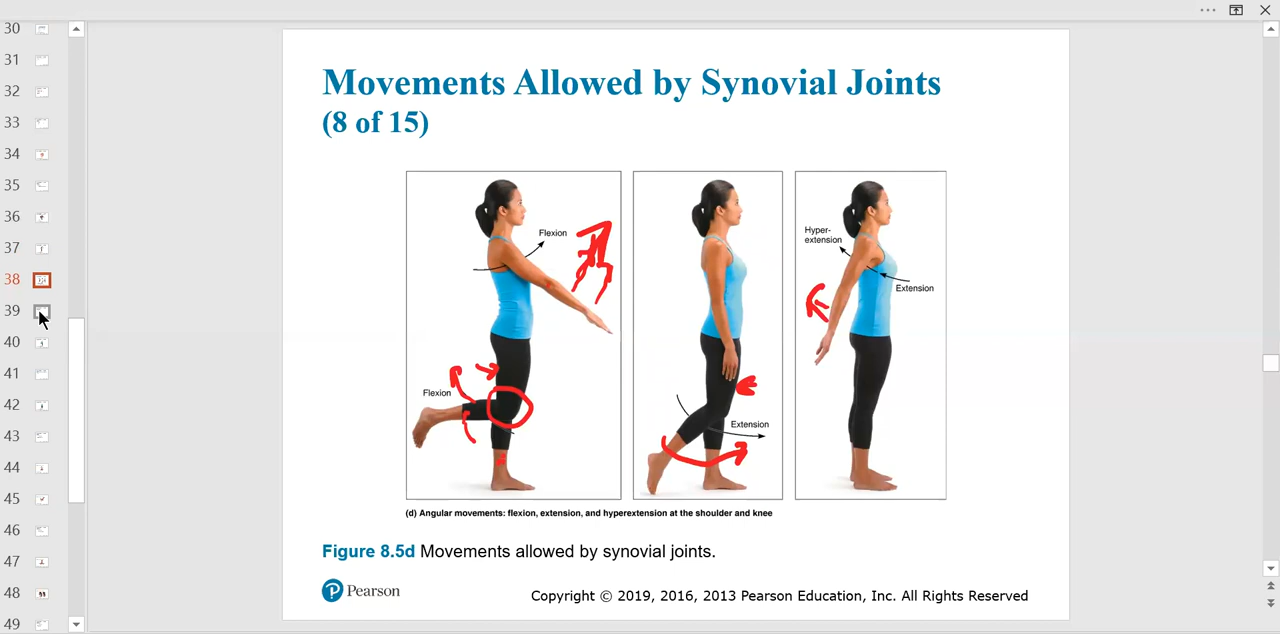 30
31
32
33
34
35
36
37
38
39
40
41
42
43
44
45
46
47
48
49
Movements Allowed by Synovial Joints
(8 of 15)
Flexion
Flexion
Extension
Hyper-
extension
Extension
(d) Angular movements: flexion, extension, and hyperextension at the shoulder and knee
Figure 8.5d Movements allowed by synovial joints.
Pearson
Copyright © 2019, 2016, 2013 Pearson Education, Inc. All Rights Reserved